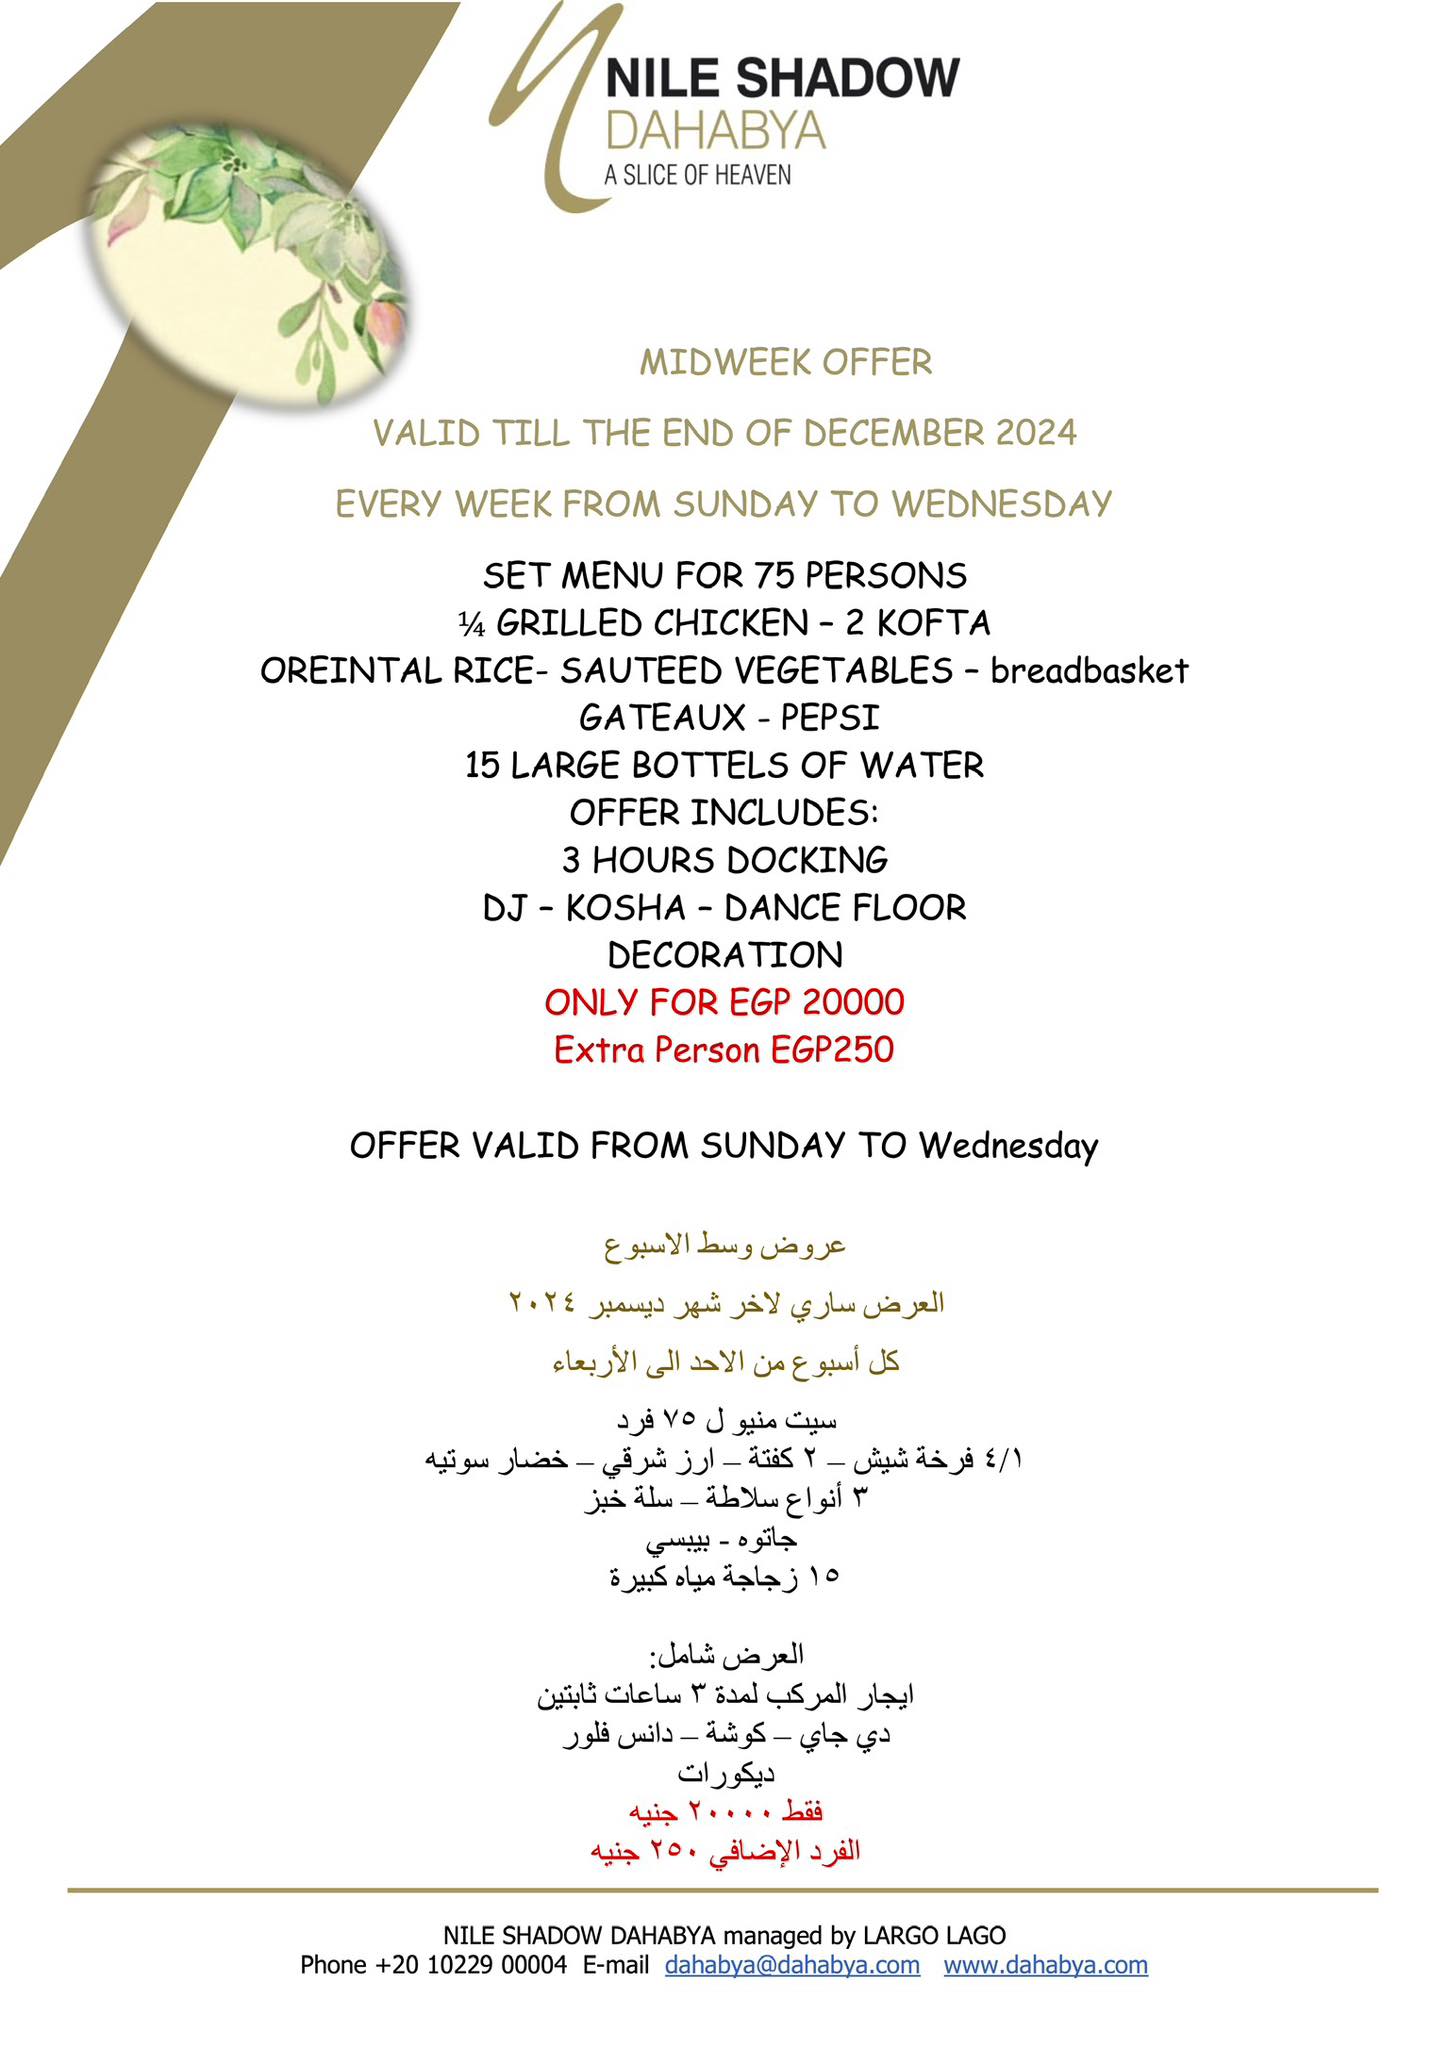 NILE SHADOW
DAHABYA
A SLICE OF HEAVEN
MIDWEEK OFFER
VALID TILL THE END OF DECEMBER 2024
EVERY WEEK FROM SUNDAY TO WEDNESDAY
SET MENU FOR 75 PERSONS
¼ GRILLED CHICKEN – 2 KOFTA
OREINTAL RICE- SAUTEED VEGETABLES – breadbasket
GATEAUX - PEPSI
15 LARGE BOTTELS OF WATER
OFFER INCLUDES:
3 HOURS DOCKING
DJ – KOSHA – DANCE FLOOR
DECORATION
ONLY FOR EGP 20000
Extra Person EGP250
OFFER VALID FROM SUNDAY TO Wednesday
عروض وسط الاسبوع
العرض ساري لاخر شهر ديسمبر ٢٠٢٤
كل أسبوع من الاحد الى الأربعاء
سيت منيو ل ٧٥ فرد
٤/١ فرخة شيش – ٢ كفتة – ارز شرقي – خضار سوتيه
٣ أنواع سلاطة – سلة خبز
جاتوه - بيبسي
١٥ زجاجة مياه كبيرة
العرض شامل:
ايجار المركب لمدة ٣ ساعات ثابتين
دي جاي – كوشة – دانس فلور
ديكورات
فقط ٢٠٠٠٠ جنيه
الفرد الإضافي ٢٥٠ جنيه
NILE SHADOW DAHABYA managed by LARGO LAGO
Phone +20 10229 00004 E-mail dahabya@dahabya.com www.dahabya.com